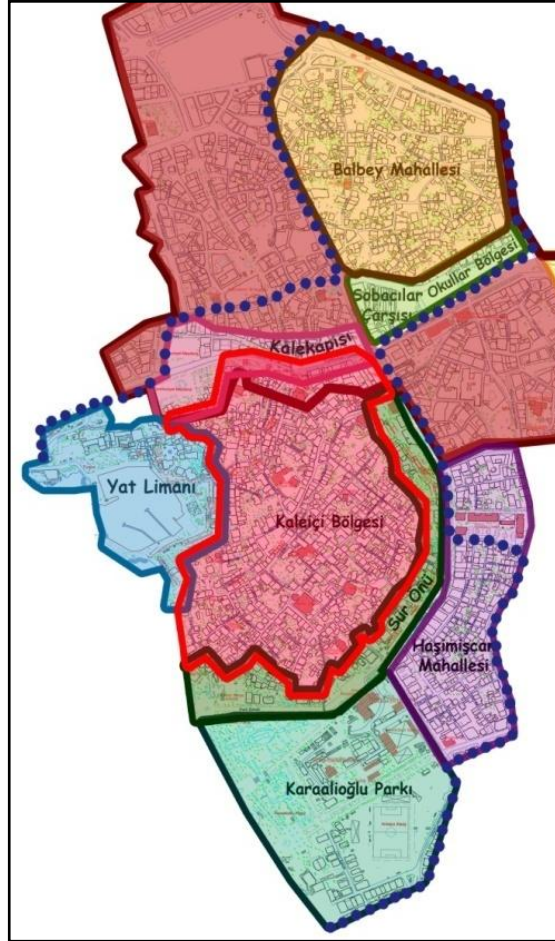 Balbey Mahallesi
Sobacılar
Çarşısı
Okullar Bölgesi
Kalekapısı
Yat Limanı
Kaleiçi Bölgesi
Sur Önü
Haşimişcan
Mahallesi
Karaalioğlu Parkı